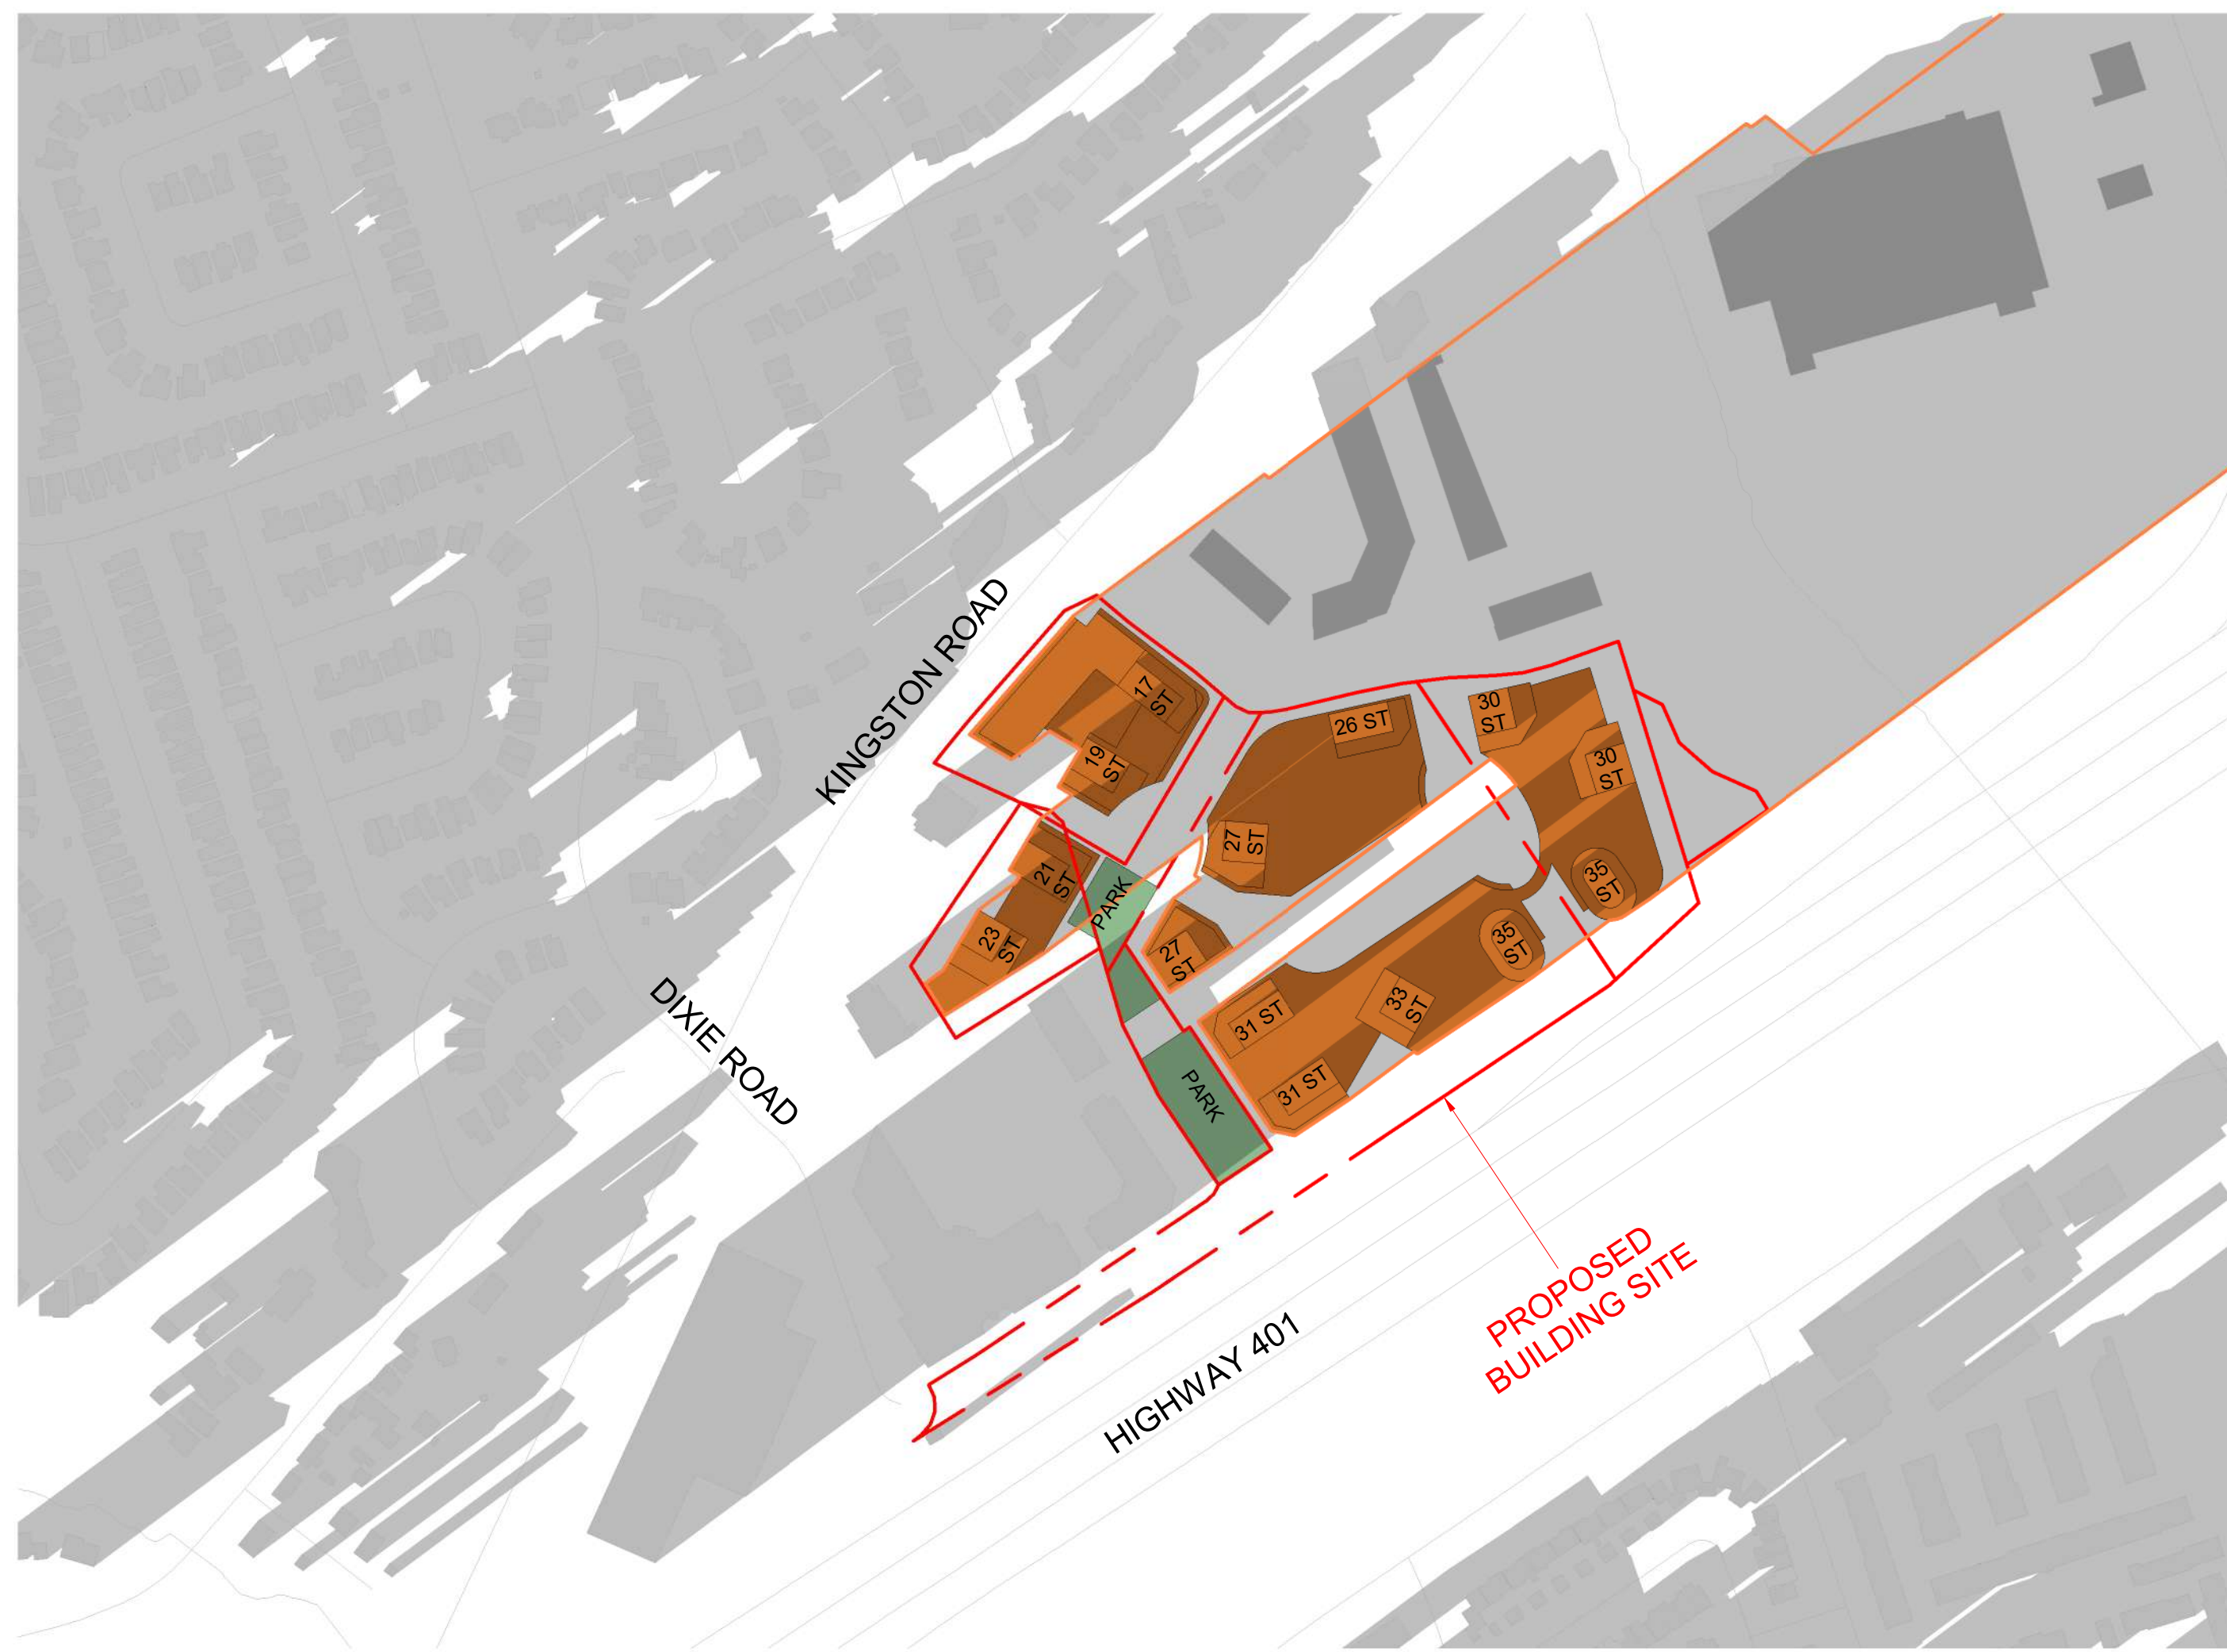 KINGSTON ROAD
17
ST
19
ST
26 ST
30
ST
30
ST
21
ST
27
ST
PARK
23
ST
27
ST
35
ST
35
ST
33
ST
31 ST
31 ST
PARK
DIXIE ROAD
HIGHWAY 401
PROPOSED
BUILDING SITE